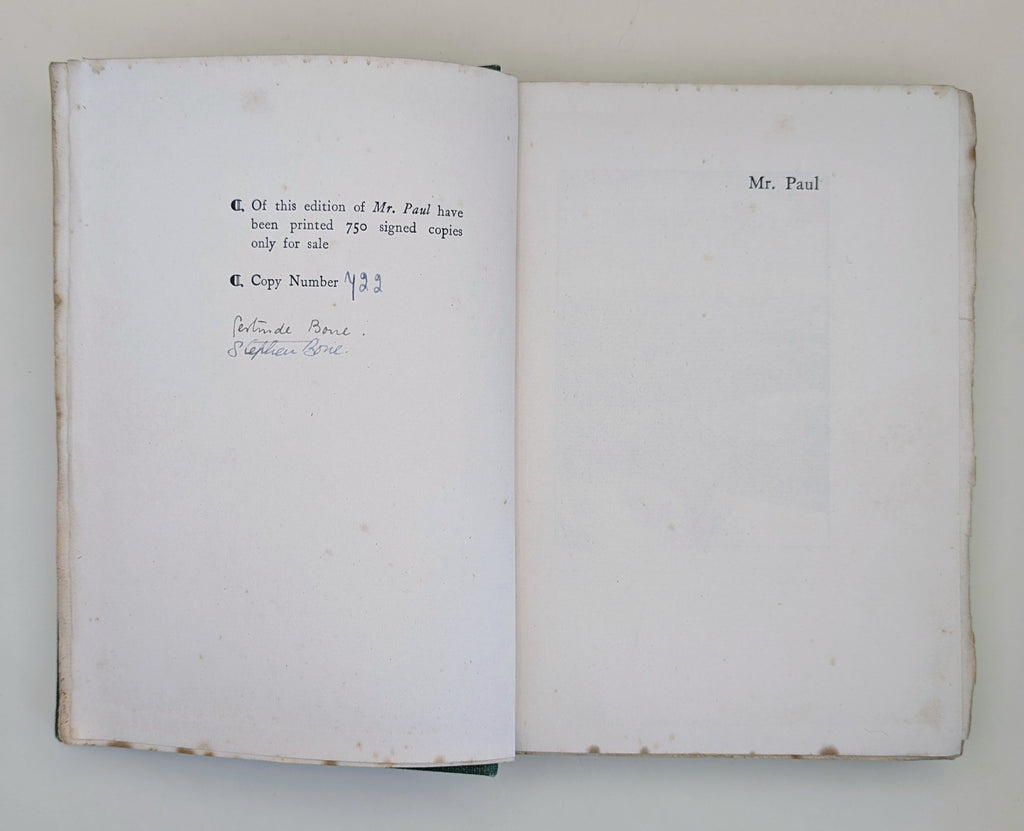 ¶ Of this edition of Mr. Paul have
been printed 750 signed copies
only for sale
¶ Copy Number
Gertrude Bone.
Stephen Bone.
Mr. Paul